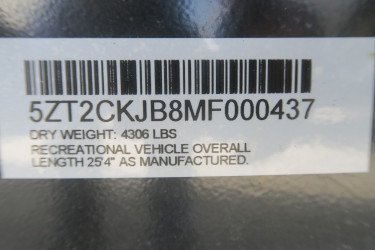 5ZT2CKJB8MF000437
DRY WEIGHT: 4306 LBS
RECREATIONAL VEHICLE OVERALL
LENGTH 25'4" AS MANUFACTURED.